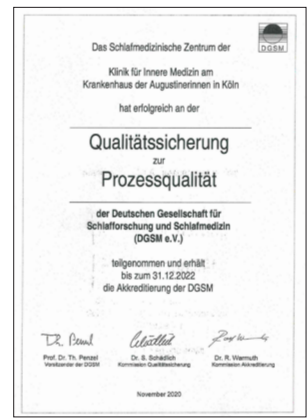 DGSM
Das Schlafmedizinische Zentrum der
Klinik für Innere Medizin am
Krankenhaus der Augustinerinnen in Köln
hat erfolgreich an der
Qualitätssicherung
zur
Prozessqualität
der Deutschen Gesellschaft für
Schlafforschung und Schlafmedizin
(DGSM e.V.)
teilgenommen und erhält
bis zum 31.12.2022
die Akkreditierung der DGSM
Prof. Dr. Th. Penzel Dr. S. Schädlich Dr. R. Warmuth
Vorsitzender der DGSM Kommission Qualitätssicherung Kommission Akkreditierung
November 2020